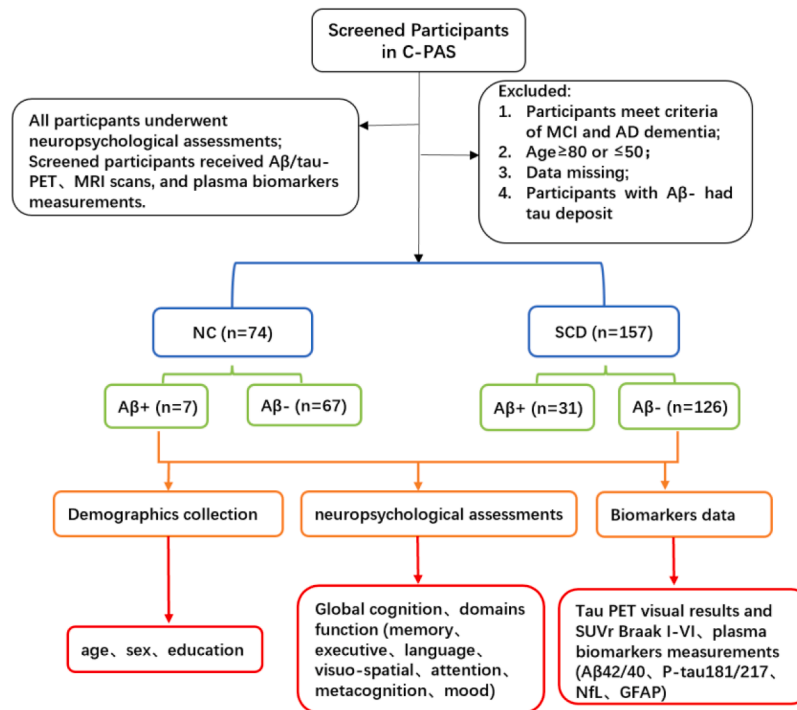 Screened Participants
in C-PAS
All particpants underwent
neuropsychological assessments;
Screened participants received Aβ/tau-
PET、MRI scans, and plasma biomarkers
measurements.
Excluded:
1. Participants meet criteria
of MCI and AD dementia;
2. Age≥80 or ≤50；
3. Data missing;
4. Participants with Aβ- had
tau deposit
NC (n=74)
SCD (n=157)
Aβ+ (n=7)
Aβ- (n=67)
Aβ+ (n=31)
Aβ- (n=126)
Demographics collection
neuropsychological assessments
Biomarkers data
age、sex、education
Global cognition、domains
function (memory、
executive、language、
visuo-spatial、attention、
metacognition、mood)
Tau PET visual results and
SUVr Braak I-VI、plasma
biomarkers measurements
(Aβ42/40、P-tau181/217、
NfL、GFAP)